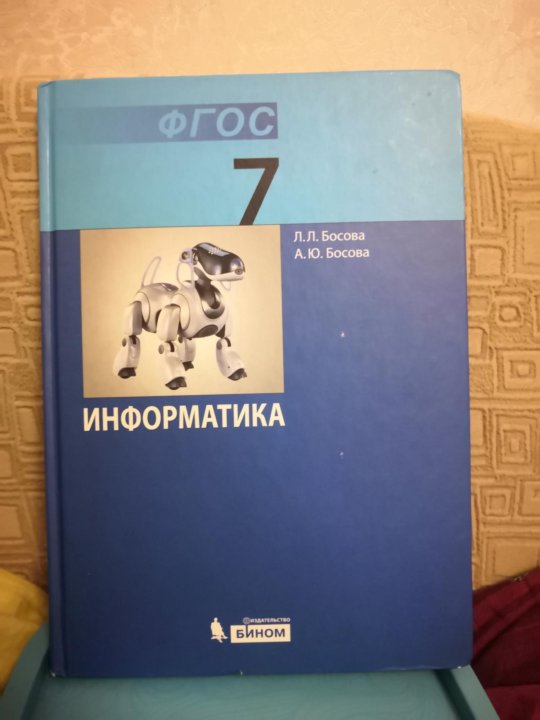 ФГОС
7
Л.Л. Босова
А.Ю. Босова
ИНФОРМАТИКА
ИЗДАТЕЛЬСТВО
БИНОМ